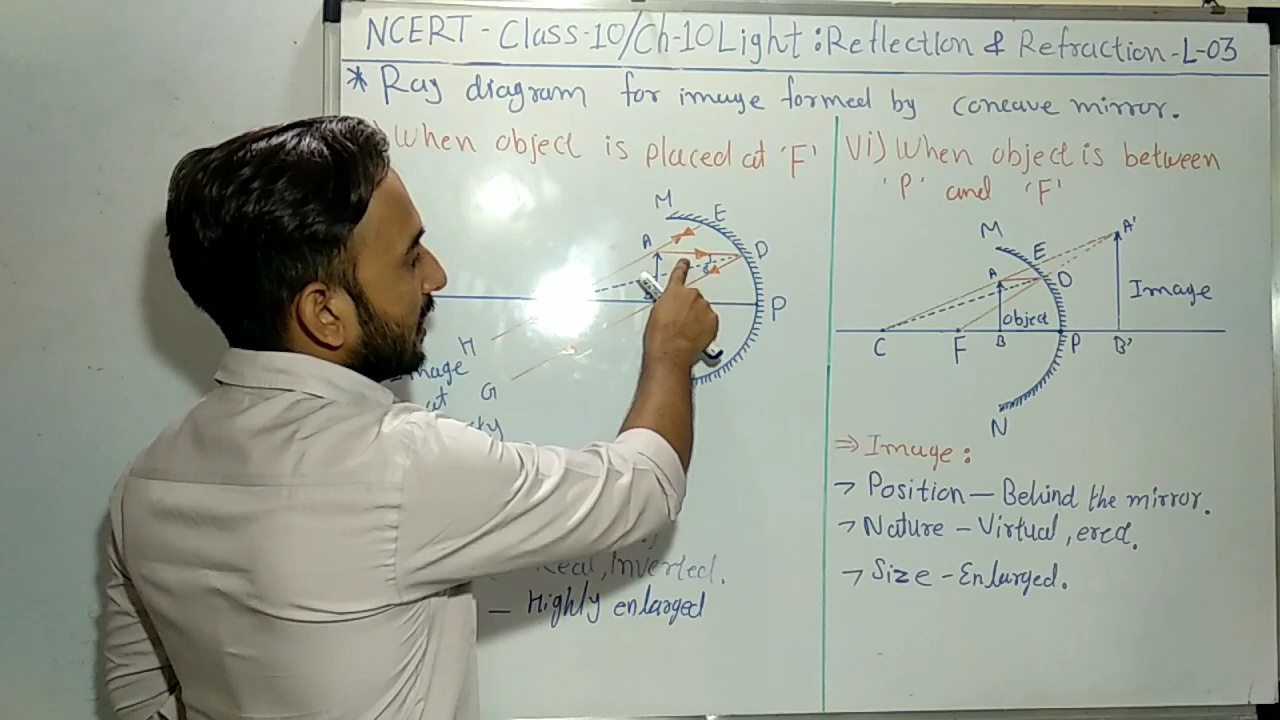 NCERT - Class-10/Ch-10 Light : Reflection & Refraction - L-03
* Ray diagram for image formed by concave mirror.
) When object is placed at 'F'
M E
A D
P
H
G
mage
at
Real, Inverted.
— Highly enlarged
Vi) When object is between
'P' and 'F'
M E A'
A D
Object Image
C F B P B'
N
⇒ Image :
→ Position — Behind the mirror.
→ Nature - Virtual, erect.
→ Size - Enlarged.